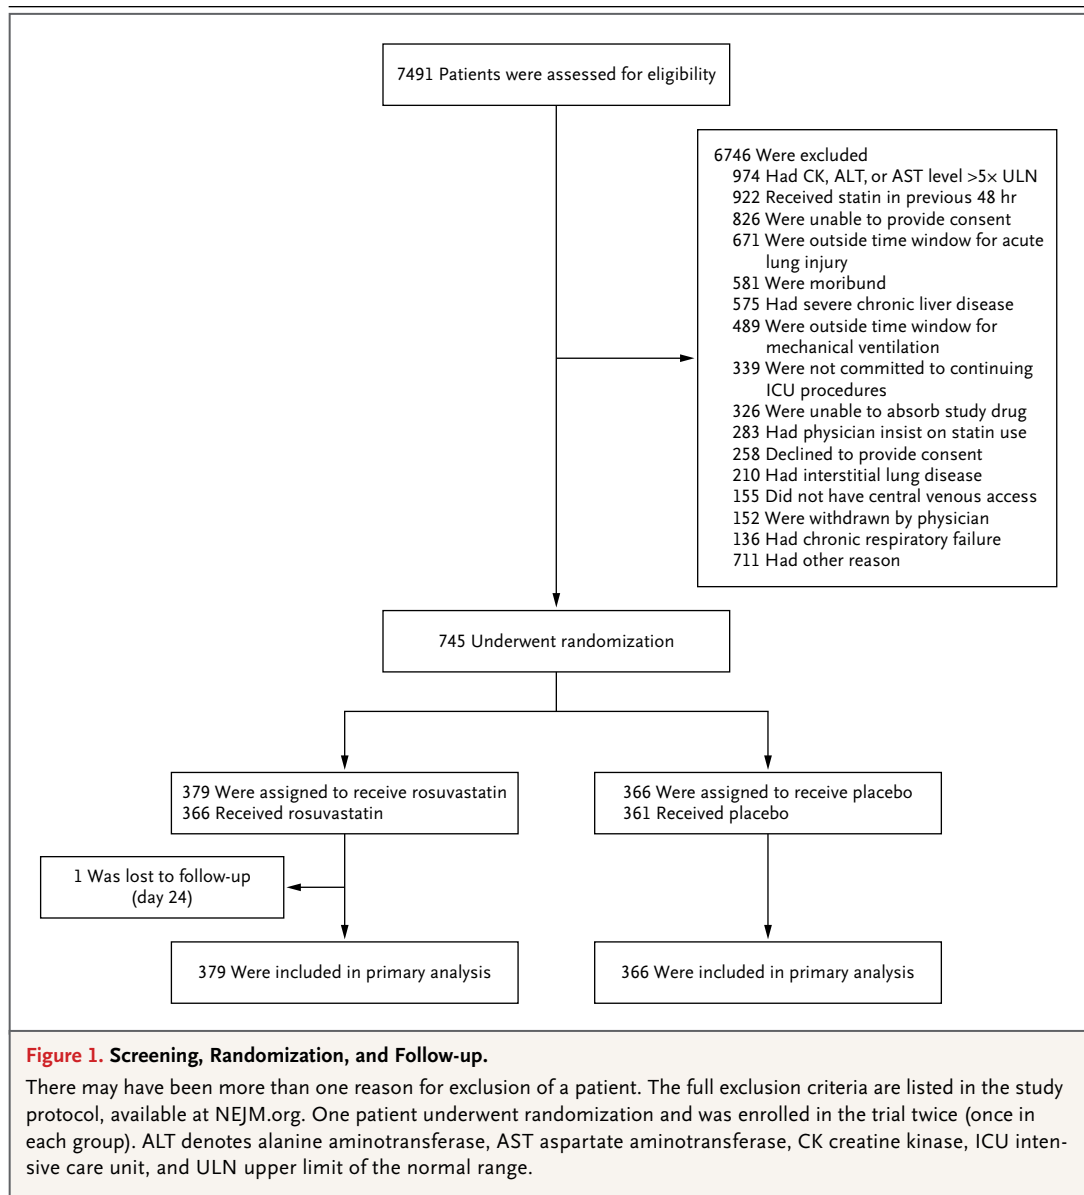 7491 Patients were assessed for eligibility
6746 Were excluded
974 Had CK, ALT, or AST level >5× ULN
922 Received statin in previous 48 hr
826 Were unable to provide consent
671 Were outside time window for acute
lung injury
581 Were moribund
575 Had severe chronic liver disease
489 Were outside time window for
mechanical ventilation
339 Were not committed to continuing
ICU procedures
326 Were unable to absorb study drug
283 Had physician insist on statin use
258 Declined to provide consent
210 Had interstitial lung disease
155 Did not have central venous access
152 Were withdrawn by physician
136 Had chronic respiratory failure
711 Had other reason
745 Underwent randomization
379 Were assigned to receive rosuvastatin
366 Received rosuvastatin
366 Were assigned to receive placebo
361 Received placebo
1 Was lost to follow-up
(day 24)
379 Were included in primary analysis
366 Were included in primary analysis
Figure 1. Screening, Randomization, and Follow-up.
There may have been more than one reason for exclusion of a patient. The full exclusion criteria are listed in the study
protocol, available at NEJM.org. One patient underwent randomization and was enrolled in the trial twice (once in
each group). ALT denotes alanine aminotransferase, AST aspartate aminotransferase, CK creatine kinase, ICU inten-
sive care unit, and ULN upper limit of the normal range.